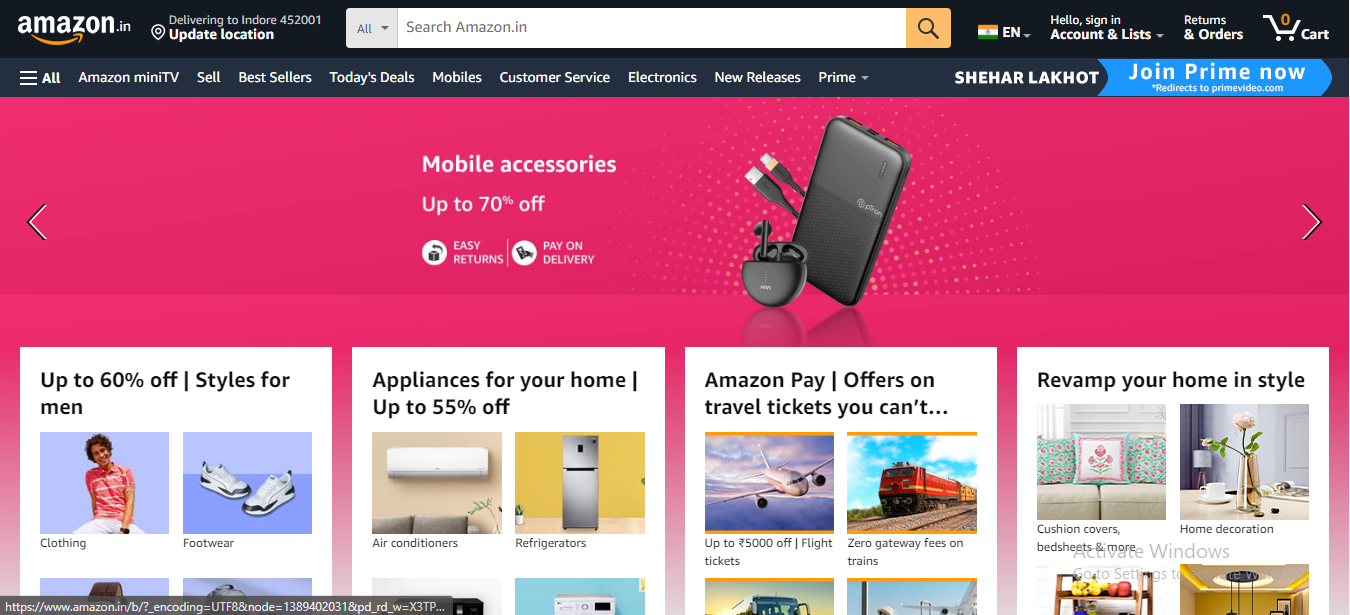 amazon.in
Delivering to Indore 452001
Update location
All
Search Amazon.in
EN
Hello, sign in
Account & Lists
Returns
& Orders
0
Cart
All
Amazon miniTV
Sell
Best Sellers
Today's Deals
Mobiles
Customer Service
Electronics
New Releases
Prime
SHEHAR LAKHOT
Join Prime now
*Redirects to primevideo.com
Mobile accessories
Up to 70% off
EASY
RETURNS
PAY ON
DELIVERY
pTron
MIVI
Up to 60% off | Styles for
men
Clothing
Footwear
Appliances for your home |
Up to 55% off
Air conditioners
Refrigerators
Amazon Pay | Offers on
travel tickets you can’t…
Up to ₹5000 off | Flight
tickets
Zero gateway fees on
trains
Revamp your home in style
Cushion covers,
bedsheets & more
Home decoration
Activate Windows
Go to Settings to activate Windows.
https://www.amazon.in/b/?_encoding=UTF8&node=1389402031&pd_rd_w=X3TP...